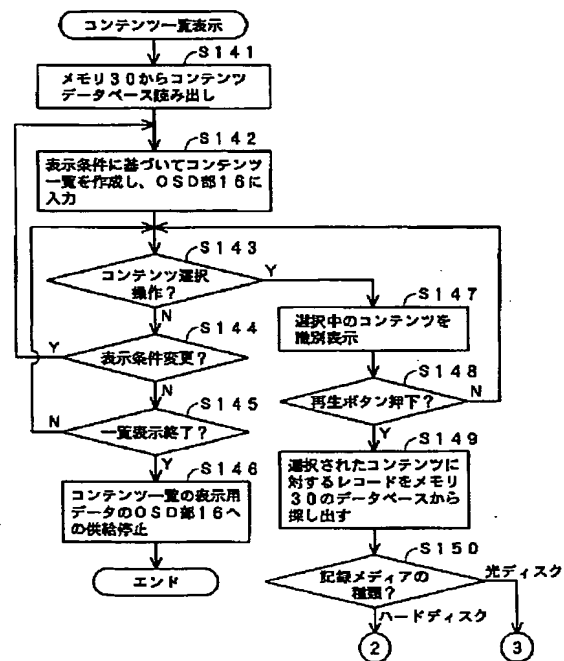 コンテンツ一覧表示
S141
メモリ30からコンテンツ
データベース読み出し
S142
表示条件に基づいてコンテンツ
一覧を作成し、OSD部16に
入力
S143
コンテンツ選択
操作?
Y
N
S144
表示条件変更?
Y
N
S145
一覧表示終了?
N
Y
S146
コンテンツ一覧の表示用
データのOSD部16へ
の供給停止
エンド
S147
選択中のコンテンツを
識別表示
S148
再生ボタン押下?
N
Y
S149
選択されたコンテンツに
対するレコードをメモリ
30のデータベースから
探し出す
S150
記録メディアの
種類?
光ディスク
ハードディスク
2
3